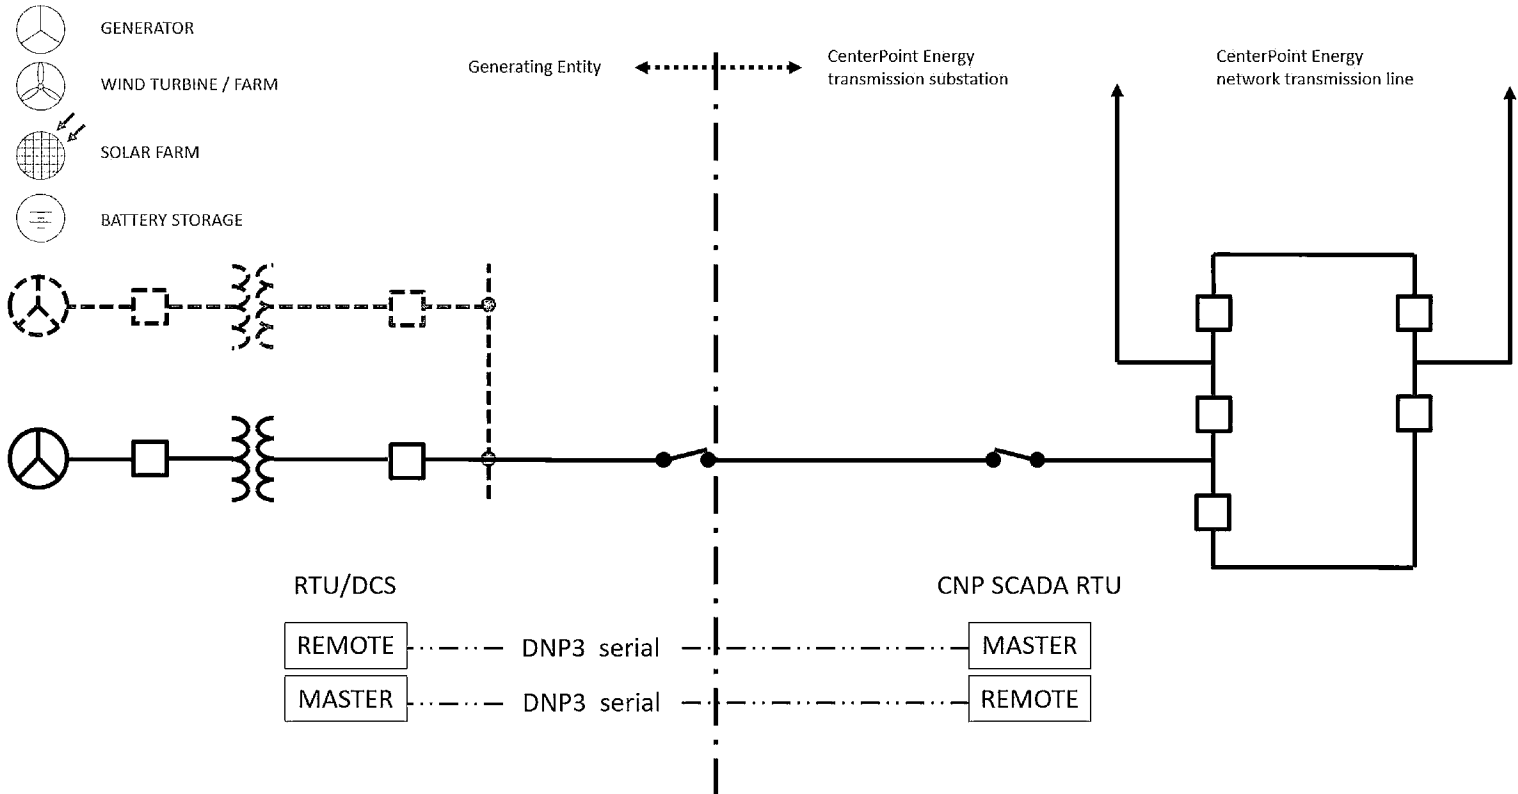 GENERATOR
WIND TURBINE / FARM
SOLAR FARM
BATTERY STORAGE
Generating Entity
CenterPoint Energy
transmission substation
CenterPoint Energy
network transmission line
RTU/DCS
CNP SCADA RTU
REMOTE DNP3 serial MASTER
MASTER DNP3 serial REMOTE